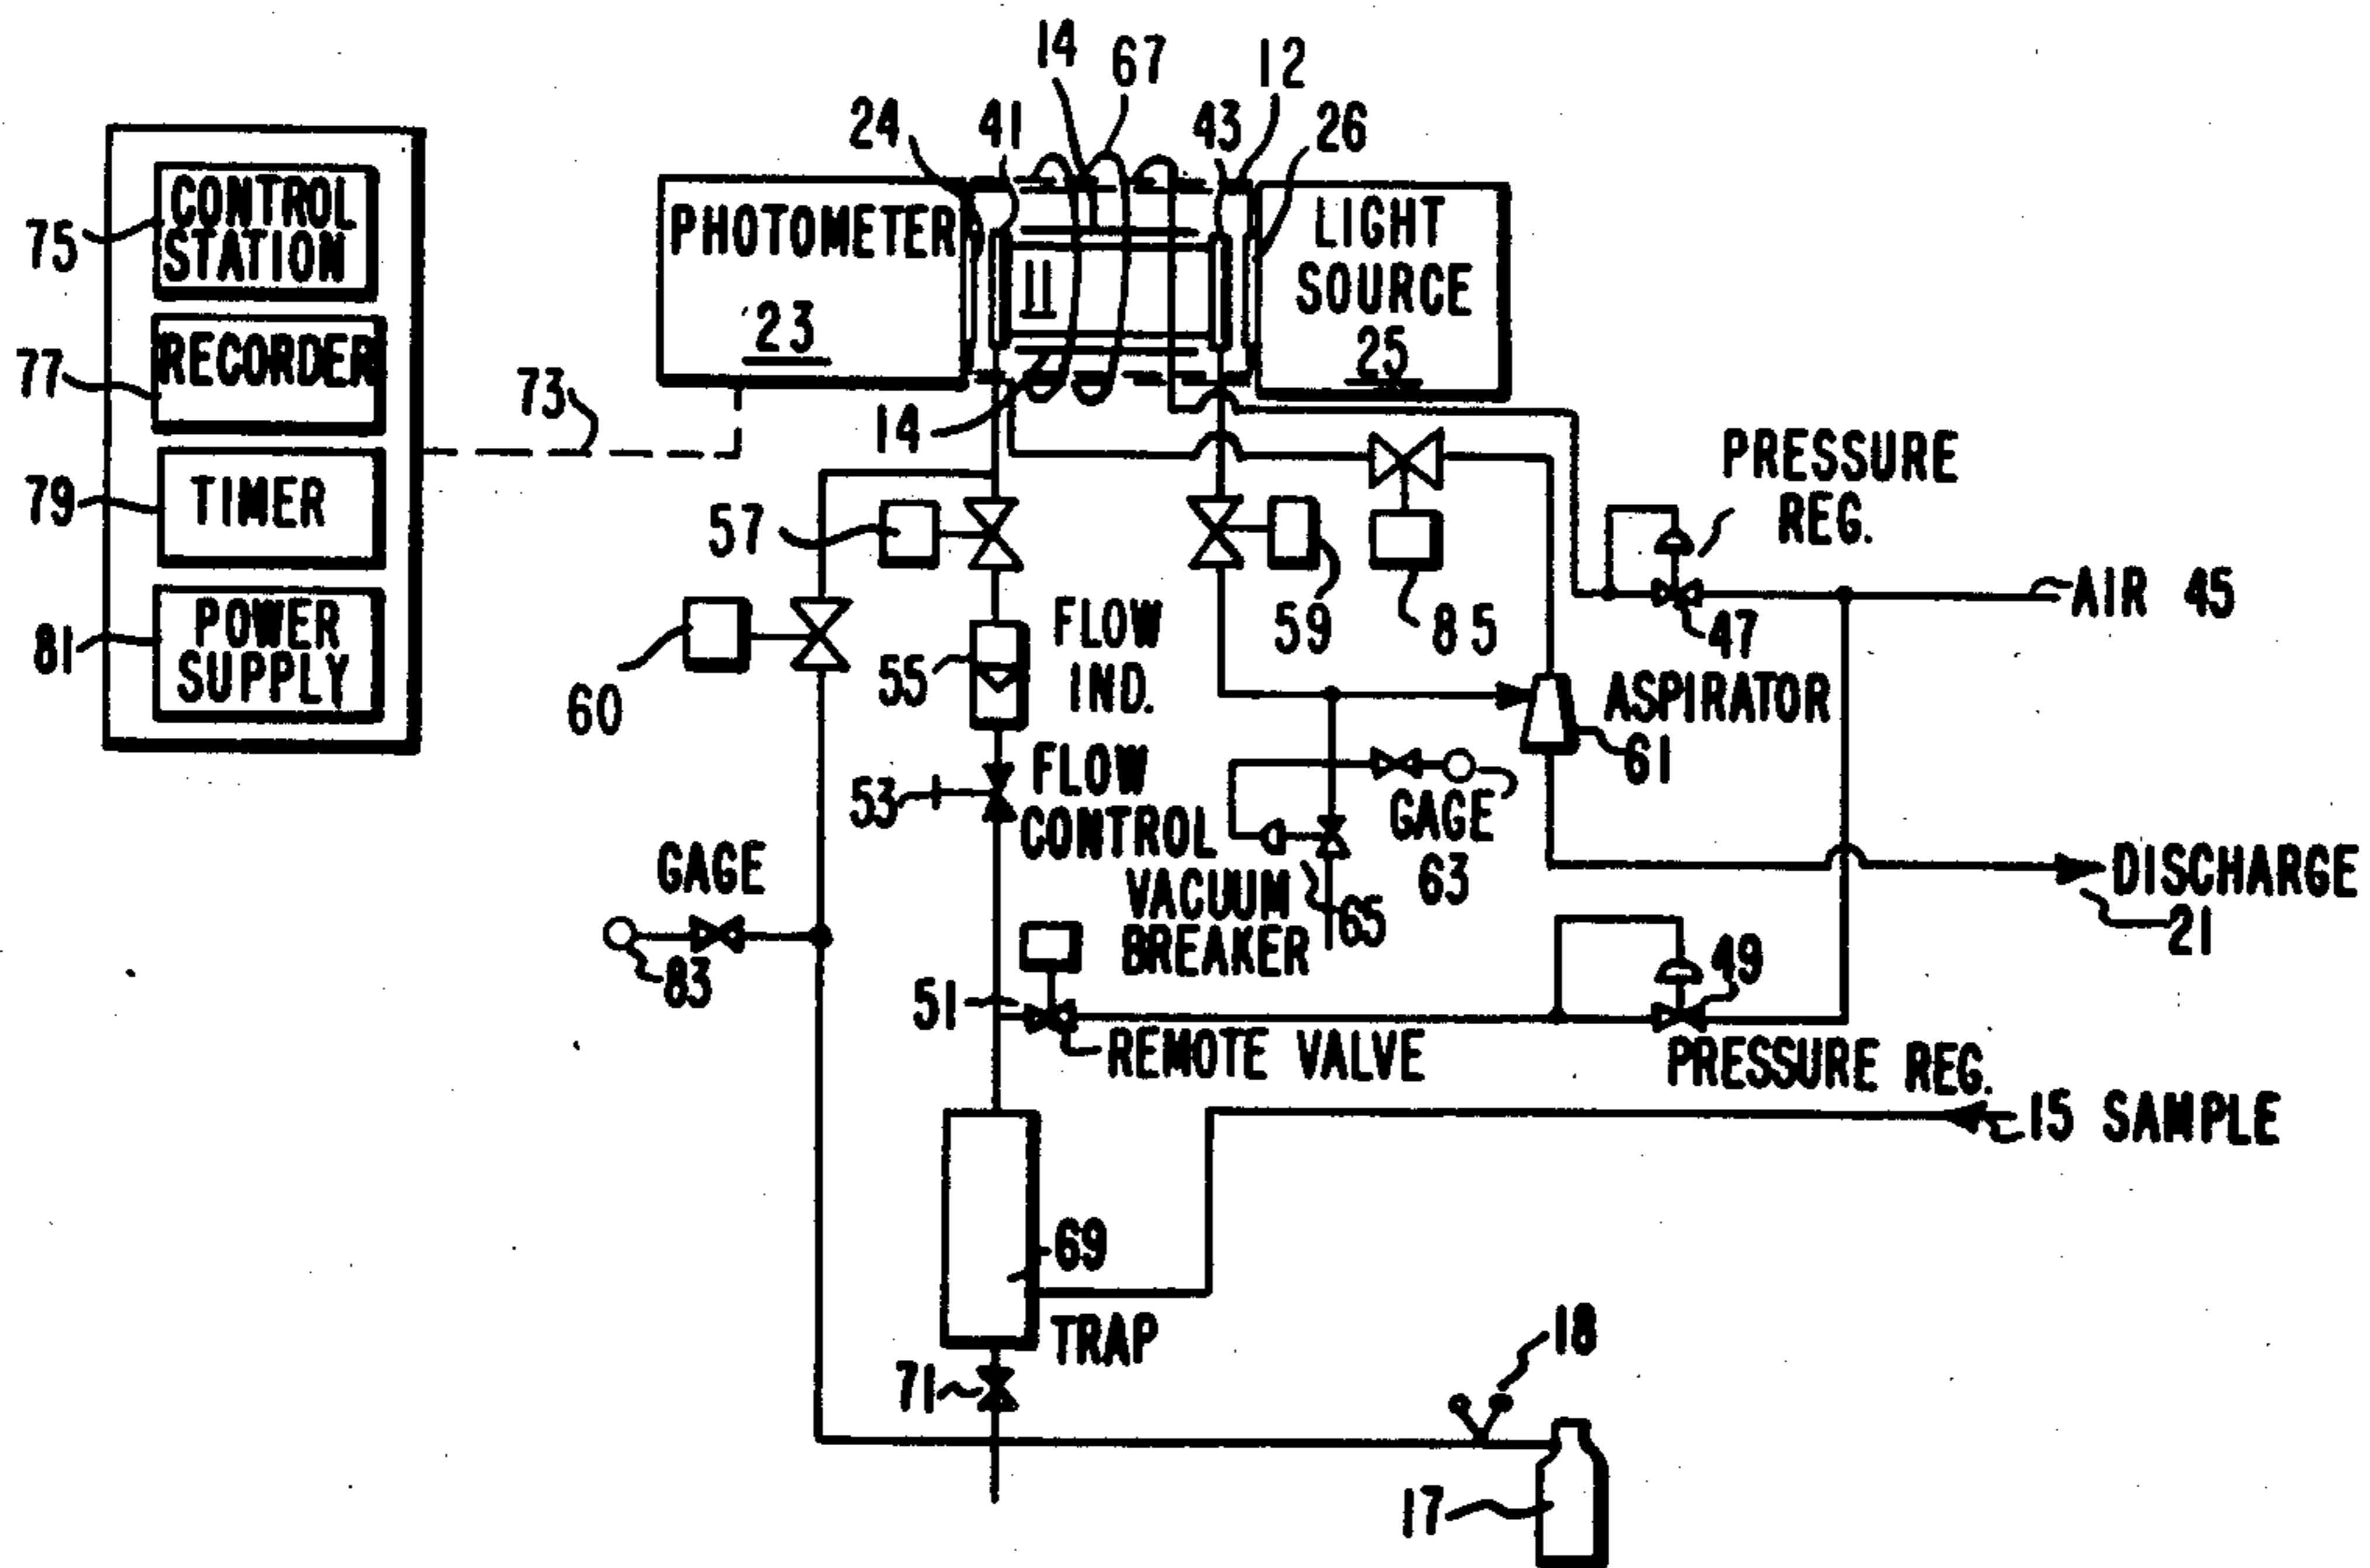 14 67 12
24 41 43 26
CONTROL
STATION
75
RECORDER
77
TIMER
79
POWER
SUPPLY
81
73
PHOTOMETER
23
11
LIGHT
SOURCE
25
14
57
60
55
FLOW
IND.
59
85
PRESSURE
REG.
47
AIR 45
ASPIRATOR
61
53
FLOW
CONTROL
GAGE
63
VACUUM
BREAKER
65
GAGE
83
DISCHARGE
21
51
REMOTE VALVE
49
PRESSURE REG.
15 SAMPLE
69
TRAP
71
18
17